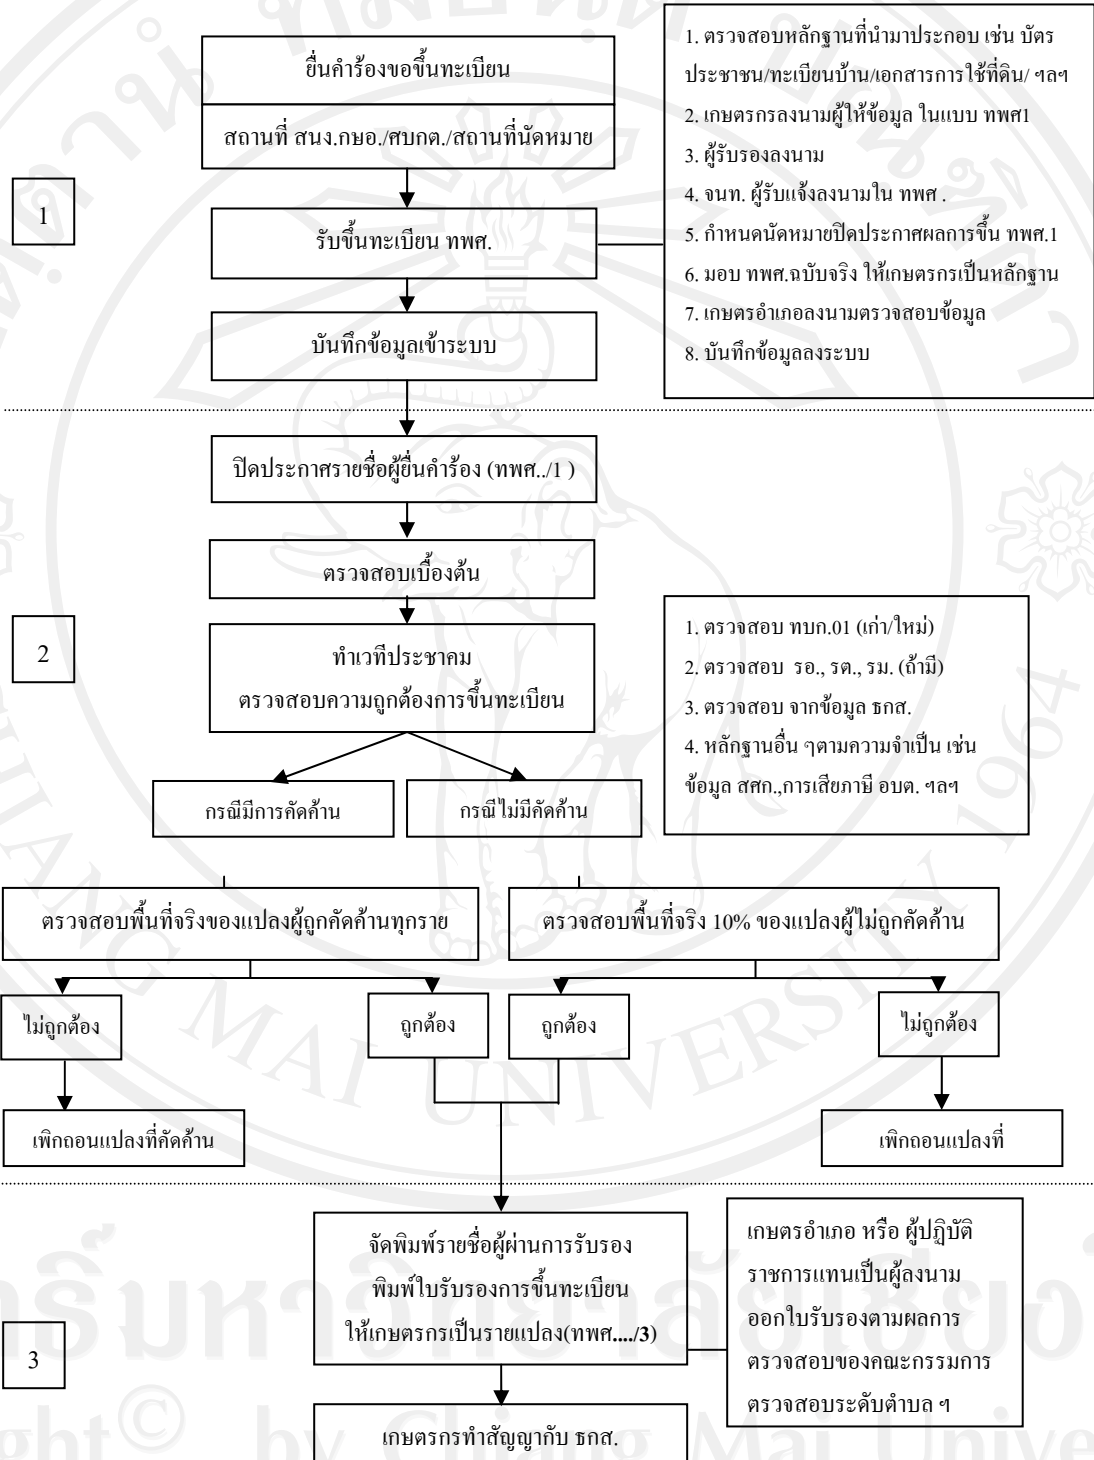 ยื่นคำร้องขอขึ้นทะเบียน
สถานที่ สนง.กษอ./ศบกต./สถานที่นัดหมาย
1
รับขึ้นทะเบียน ทพศ.
บันทึกข้อมูลเข้าระบบ
1. ตรวจสอบหลักฐานที่นำมาประกอบ เช่น บัตร
ประชาชน/ทะเบียนบ้าน/เอกสารการใช้ที่ดิน/ ฯลฯ
2. เกษตรกรลงนามผู้ให้ข้อมูล ในแบบ ทพศ1
3. ผู้รับรองลงนาม
4. จนท. ผู้รับแจ้งลงนามใน ทพศ .
5. กำหนดนัดหมายปิดประกาศผลการขึ้น ทพศ.1
6. มอบ ทพศ.ฉบับจริง ให้เกษตรกรเป็นหลักฐาน
7. เกษตรอำเภอลงนามตรวจสอบข้อมูล
8. บันทึกข้อมูลลงระบบ
ปิดประกาศรายชื่อผู้ยื่นคำร้อง (ทพศ../1 )
ตรวจสอบเบื้องต้น
2
ทำเวทีประชาคม
ตรวจสอบความถูกต้องการขึ้นทะเบียน
1. ตรวจสอบ ทบก.01 (เก่า/ใหม่)
2. ตรวจสอบ รอ., รต., รม. (ถ้ามี)
3. ตรวจสอบ จากข้อมูล ธกส.
4. หลักฐานอื่น ๆตามความจำเป็น เช่น
ข้อมูล สศก.,การเสียภาษี อบต. ฯลฯ
กรณีมีการคัดค้าน
กรณีไม่มีคัดค้าน
ตรวจสอบพื้นที่จริงของแปลงผู้ถูกคัดค้านทุกราย
ตรวจสอบพื้นที่จริง 10% ของแปลงผู้ไม่ถูกคัดค้าน
ไม่ถูกต้อง
ถูกต้อง
ถูกต้อง
ไม่ถูกต้อง
เพิกถอนแปลงที่คัดค้าน
เพิกถอนแปลงที่
3
จัดพิมพ์รายชื่อผู้ผ่านการรับรอง
พิมพ์ใบรับรองการขึ้นทะเบียน
ให้เกษตรกรเป็นรายแปลง(ทพศ..../3)
เกษตรอำเภอ หรือ ผู้ปฏิบัติ
ราชการแทนเป็นผู้ลงนาม
ออกใบรับรองตามผลการ
ตรวจสอบของคณะกรรมการ
ตรวจสอบระดับตำบล ฯ
เกษตรกรทำสัญญากับ ธกส.
CHIANG MAI UNIVERSITY 1964
ght© by Chiang Mai Unive